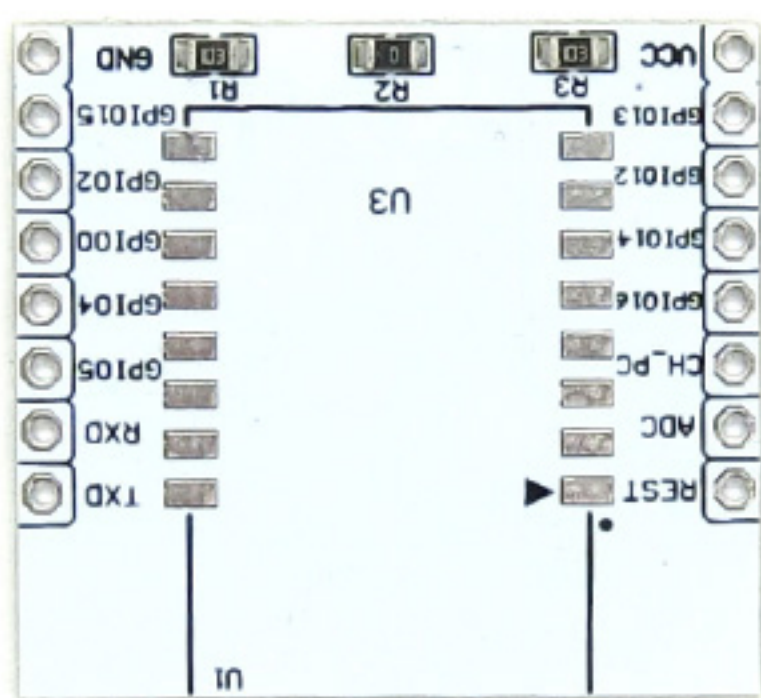 U1
REST
TXD
ADC
RXD
CH_PC
GPIO5
GPIO16
GPIO4
GPIO14
GPIO0
GPIO12
GPIO2
U3
GPIO13
GPIO15
R3
R2
R1
VCC
0
GND